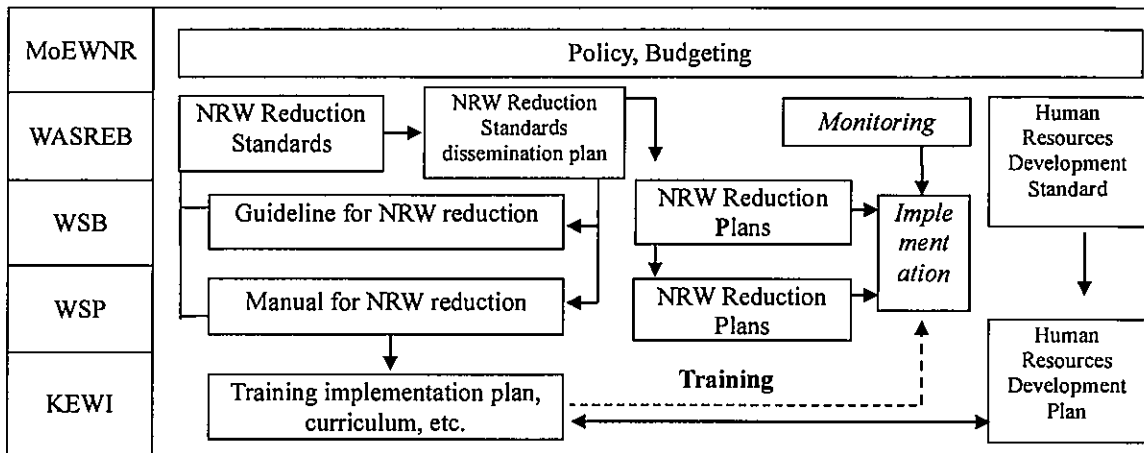 MoEWNR
Policy, Budgeting
WASREB
NRW Reduction
Standards
NRW Reduction
Standards
dissemination plan
Monitoring
Human
Resources
Development
Standard
WSB
Guideline for NRW reduction
NRW Reduction
Plans
Imple
ment
ation
WSP
Manual for NRW reduction
NRW Reduction
Plans
KEWI
Training implementation plan,
curriculum, etc.
Training
Human
Resources
Development
Plan